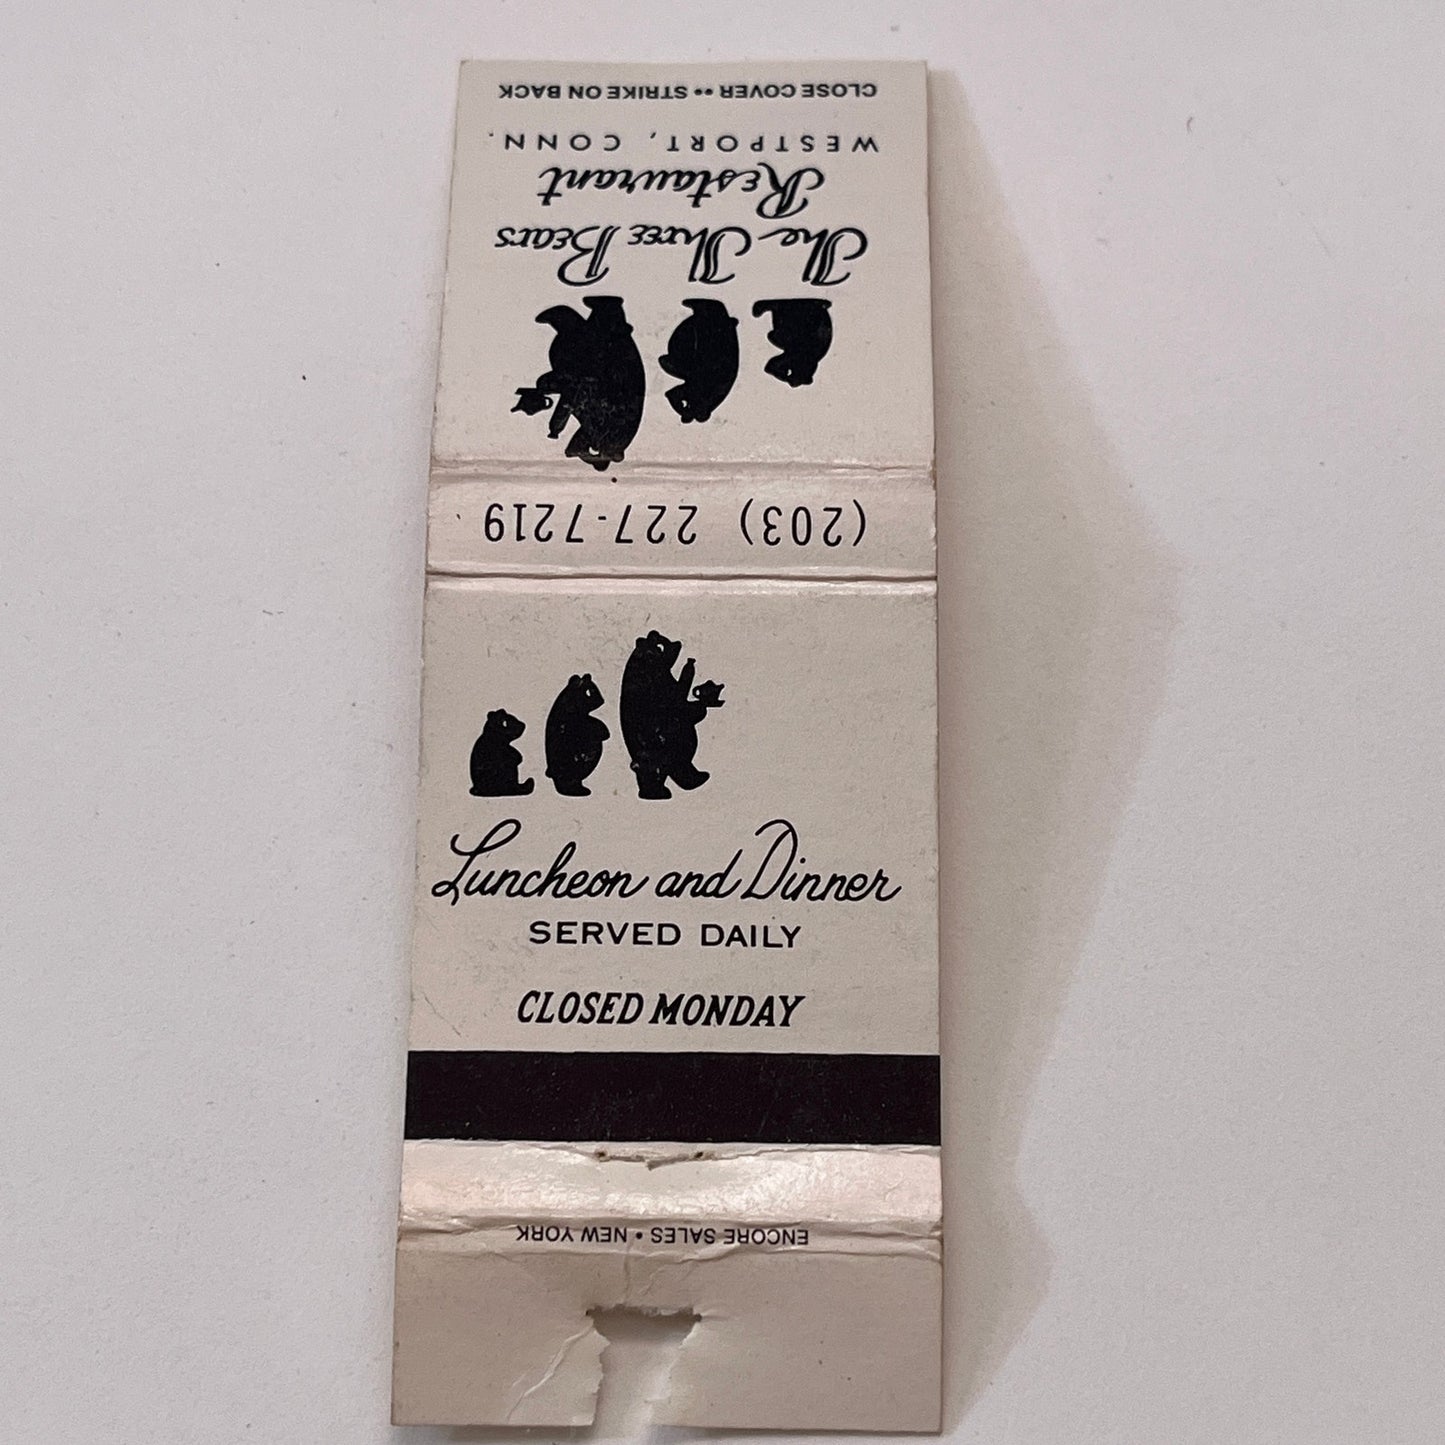 The Three Bears
Restaurant
WESTPORT, CONN.
CLOSE COVER •• STRIKE ON BACK
(203) 227-7219
Luncheon and Dinner
SERVED DAILY
CLOSED MONDAY
ENCORE SALES • NEW YORK